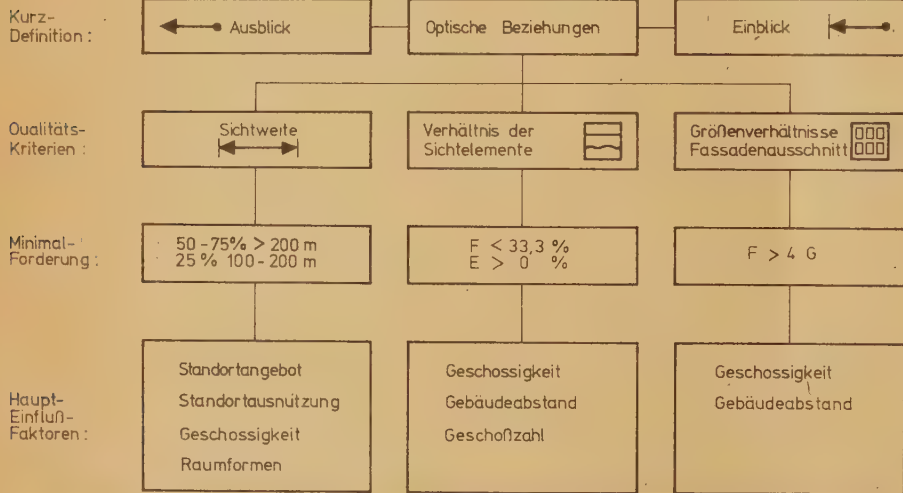 Kurz-
Definition :
Ausblick
Optische Beziehungen
Einblick
Qualitäts-
Kriterien :
Sichtweite
Verhältnis der
Sichtelemente
Größenverhältnisse
Fassadenausschnitt
Minimal-
Forderung :
50 - 75% > 200 m
25 % 100 - 200 m
F < 33,3 %
E > 0 %
F > 4 G
Haupt-
Einfluß-
Faktoren :
Standortangebot
Standortausnutzung
Geschossigkeit
Raumformen
Geschossigkeit
Gebäudeabstand
Geschoßzahl
Geschossigkeit
Gebäudeabstand